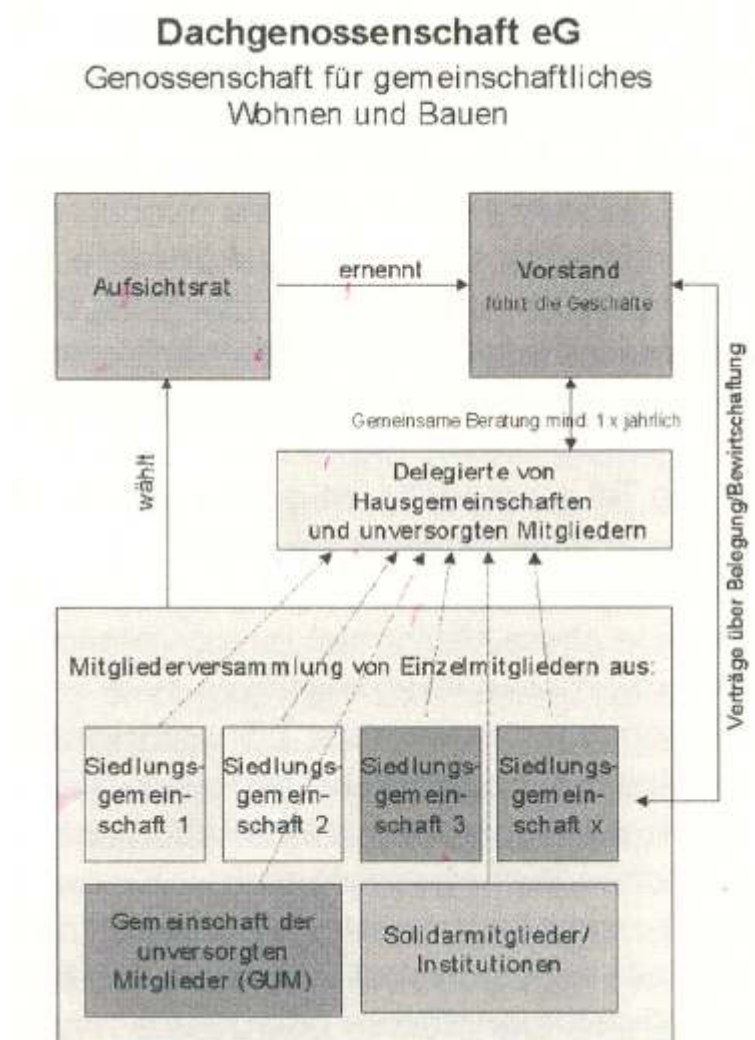 Dachgenossenschaft eG
Genossenschaft für gemeinschaftliches
Wohnen und Bauen
Aufsichtsrat
ernennt
Vorstand
führt die Geschäfte
Gemeinsame Beratung mind. 1 x jährlich
wählt
Delegierte von
Hausgemeinschaften
und unversorgten Mitgliedern
Verträge über Belegung/Bewirtschaftung
Mitgliederversammlung von Einzelmitgliedern aus:
Siedlungs-
gemein-
schaft 1
Siedlungs-
gemein-
schaft 2
Siedlungs-
gemein-
schaft 3
Siedlungs-
gemein-
schaft x
Gemeinschaft der
unversorgten
Mitglieder (GUM)
Solidarmitglieder/
Institutionen